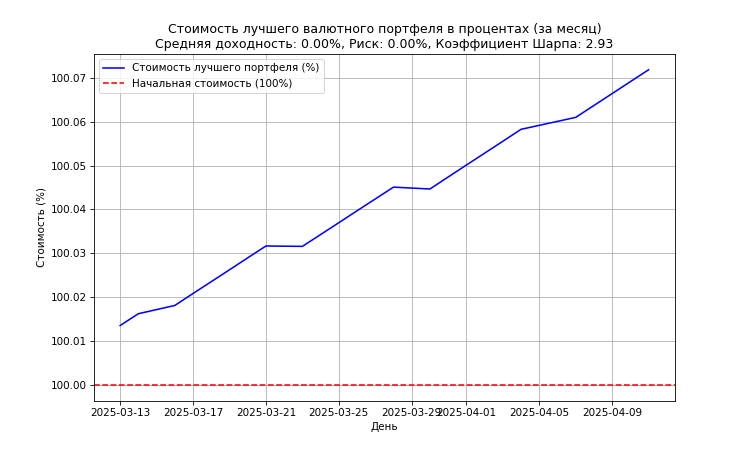 Стоимость лучшего валютного портфеля в процентах (за месяц)
Средняя доходность: 0.00%, Риск: 0.00%, Коэффициент Шарпа: 2.93
Стоимость лучшего портфеля (%)
Начальная стоимость (100%)
Стоимость (%)
100.07
100.06
100.05
100.04
100.03
100.02
100.01
100.00
2025-03-13 2025-03-17 2025-03-21 2025-03-25 2025-03-29 2025-04-01 2025-04-05 2025-04-09
День